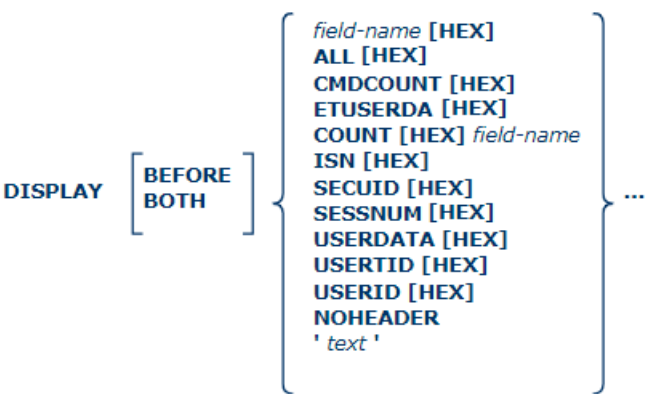 field-name [HEX]
ALL [HEX]
CMDCOUNT [HEX]
ETUSERDA [HEX]
COUNT [HEX] field-name
ISN [HEX]
DISPLAY [BEFORE BOTH] ...
SECUID [HEX]
SESSNUM [HEX]
USERDATA [HEX]
USERTID [HEX]
USERID [HEX]
NOHEADER
' text '